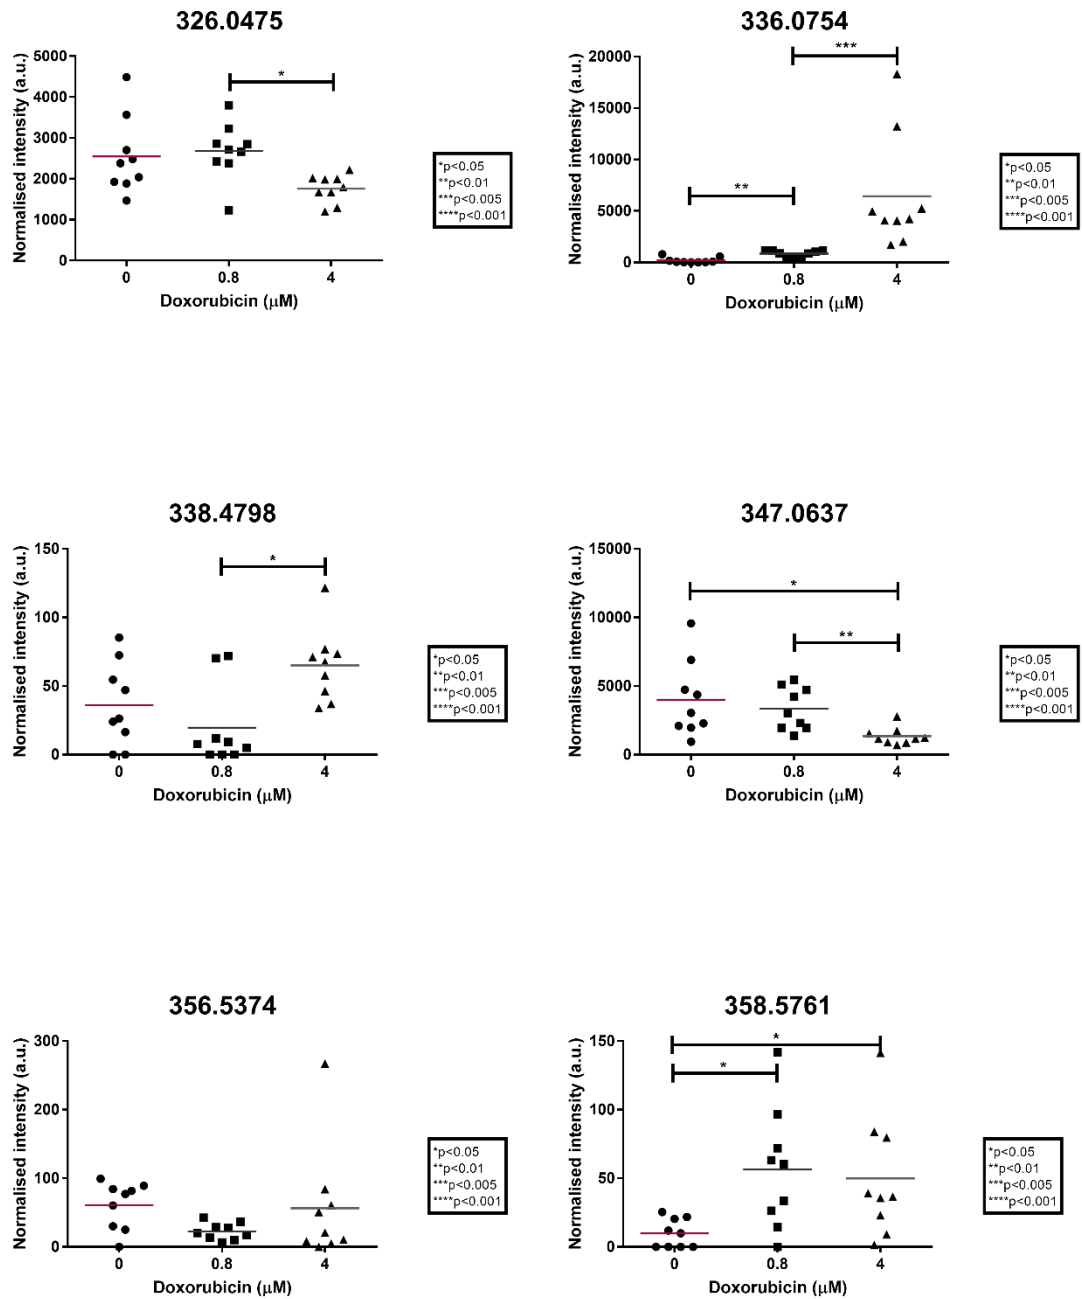 326.0475
Normalised intensity (a.u.)
5000
4000
3000
2000
1000
0
*
0 0.8 4
Doxorubicin (μM)
*p<0.05
**p<0.01
***p<0.005
****p<0.001
336.0754
Normalised intensity (a.u.)
20000
15000
10000
5000
0
***
**
0 0.8 4
Doxorubicin (μM)
*p<0.05
**p<0.01
***p<0.005
****p<0.001
338.4798
Normalised intensity (a.u.)
150
100
50
0
*
0 0.8 4
Doxorubicin (μM)
*p<0.05
**p<0.01
***p<0.005
****p<0.001
347.0637
Normalised intensity (a.u.)
15000
10000
5000
0
*
**
0 0.8 4
Doxorubicin (μM)
*p<0.05
**p<0.01
***p<0.005
****p<0.001
356.5374
Normalised intensity (a.u.)
300
200
100
0
0 0.8 4
Doxorubicin (μM)
*p<0.05
**p<0.01
***p<0.005
****p<0.001
358.5761
Normalised intensity (a.u.)
150
100
50
0
*
*
0 0.8 4
Doxorubicin (μM)
*p<0.05
**p<0.01
***p<0.005
****p<0.001